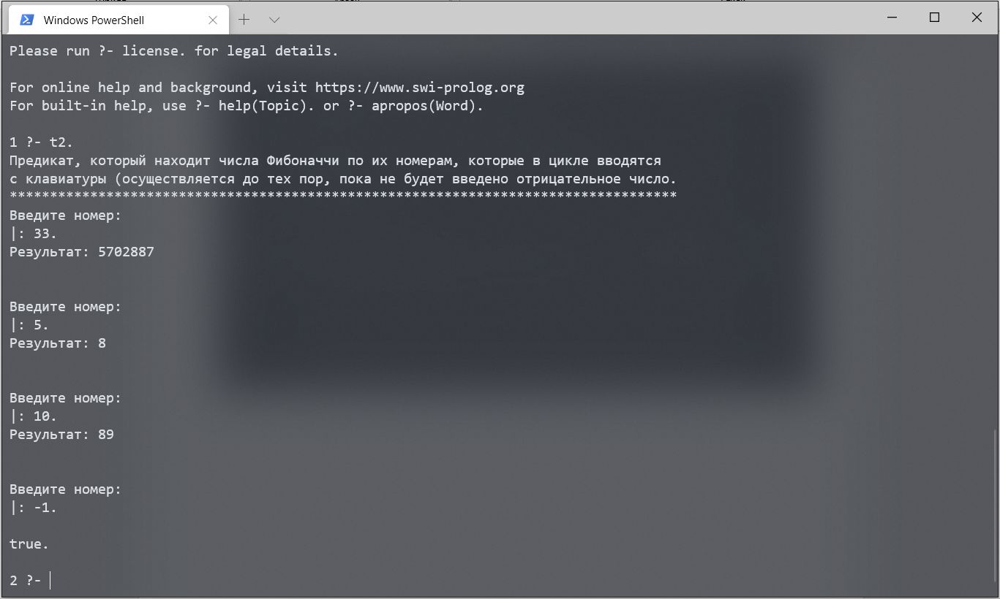 Windows PowerShell
Please run ?- license. for legal details.
For online help and background, visit https://www.swi-prolog.org
For built-in help, use ?- help(Topic). or ?- apropos(Word).
1 ?- t2.
Предикат, который находит числа Фибоначчи по их номерам, которые в цикле вводятся
с клавиатуры (осуществляется до тех пор, пока не будет введено отрицательное число.
***********************************************************************************
Введите номер:
|: 33.
Результат: 5702887
Введите номер:
|: 5.
Результат: 8
Введите номер:
|: 10.
Результат: 89
Введите номер:
|: -1.
true.
2 ?-